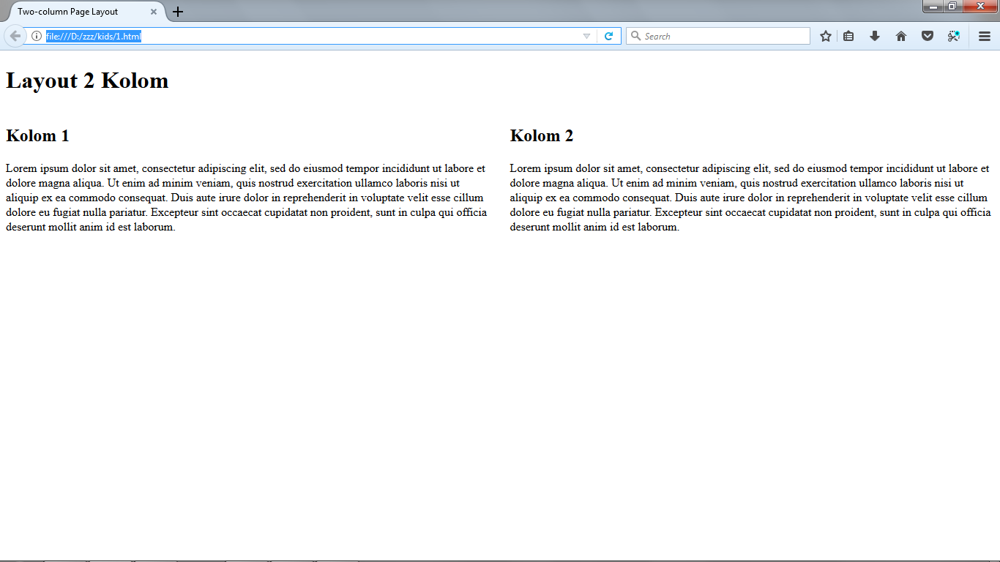 Two-column Page Layout
file:///D:/zzz/kids/1.html
Search
Layout 2 Kolom
Kolom 1
Lorem ipsum dolor sit amet, consectetur adipiscing elit, sed do eiusmod tempor incididunt ut labore et
dolore magna aliqua. Ut enim ad minim veniam, quis nostrud exercitation ullamco laboris nisi ut
aliquip ex ea commodo consequat. Duis aute irure dolor in reprehenderit in voluptate velit esse cillum
dolore eu fugiat nulla pariatur. Excepteur sint occaecat cupidatat non proident, sunt in culpa qui officia
deserunt mollit anim id est laborum.
Kolom 2
Lorem ipsum dolor sit amet, consectetur adipiscing elit, sed do eiusmod tempor incididunt ut labore et
dolore magna aliqua. Ut enim ad minim veniam, quis nostrud exercitation ullamco laboris nisi ut
aliquip ex ea commodo consequat. Duis aute irure dolor in reprehenderit in voluptate velit esse cillum
dolore eu fugiat nulla pariatur. Excepteur sint occaecat cupidatat non proident, sunt in culpa qui officia
deserunt mollit anim id est laborum.